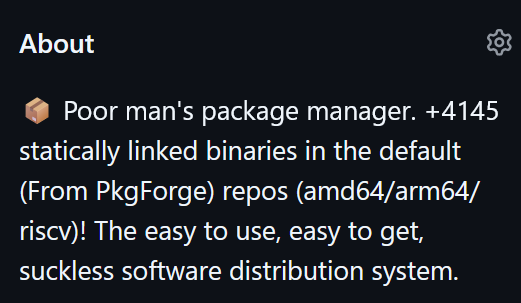 About
📦 Poor man's package manager. +4145
statically linked binaries in the default
(From PkgForge) repos (amd64/arm64/
riscv)! The easy to use, easy to get,
suckless software distribution system.